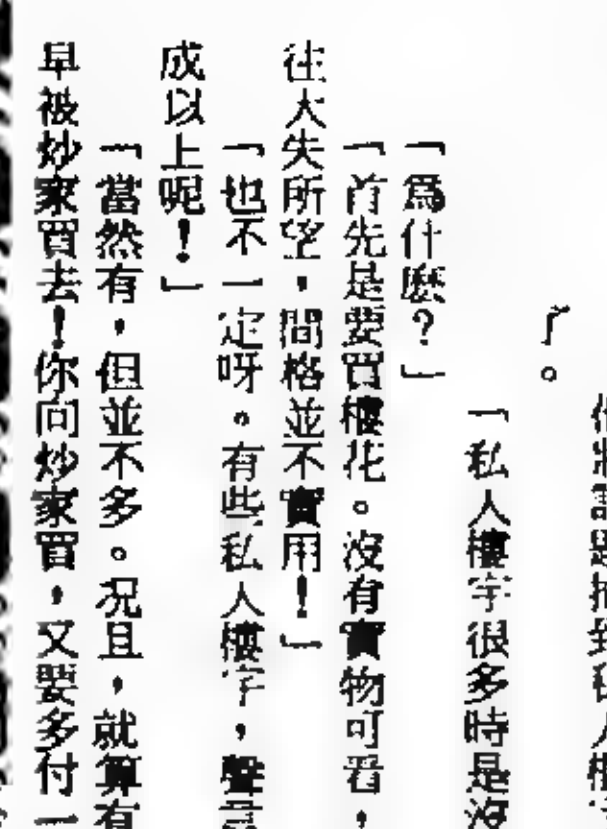 了。
「私人樓宇很多時是沒
「爲什麽?」
「首先是要買樓花。沒有實物可看,
往大失所望,間格並不實用!」
「也不一定呀。有些私人樓宇,聲
成以上呢!」
「當然有,但並不多。況且,就算有
早被炒家買去!你向炒家買,又要多付一